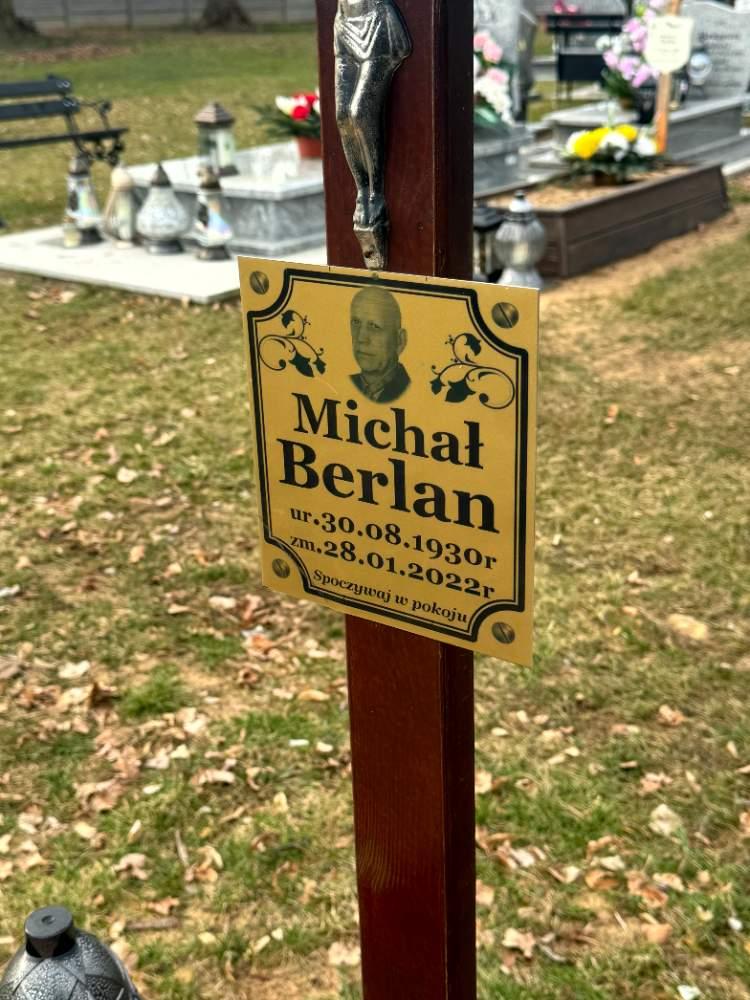 Michał
Berlan
ur.30.08.1930r
zm.28.01.2022r
Spoczywaj w pokoju